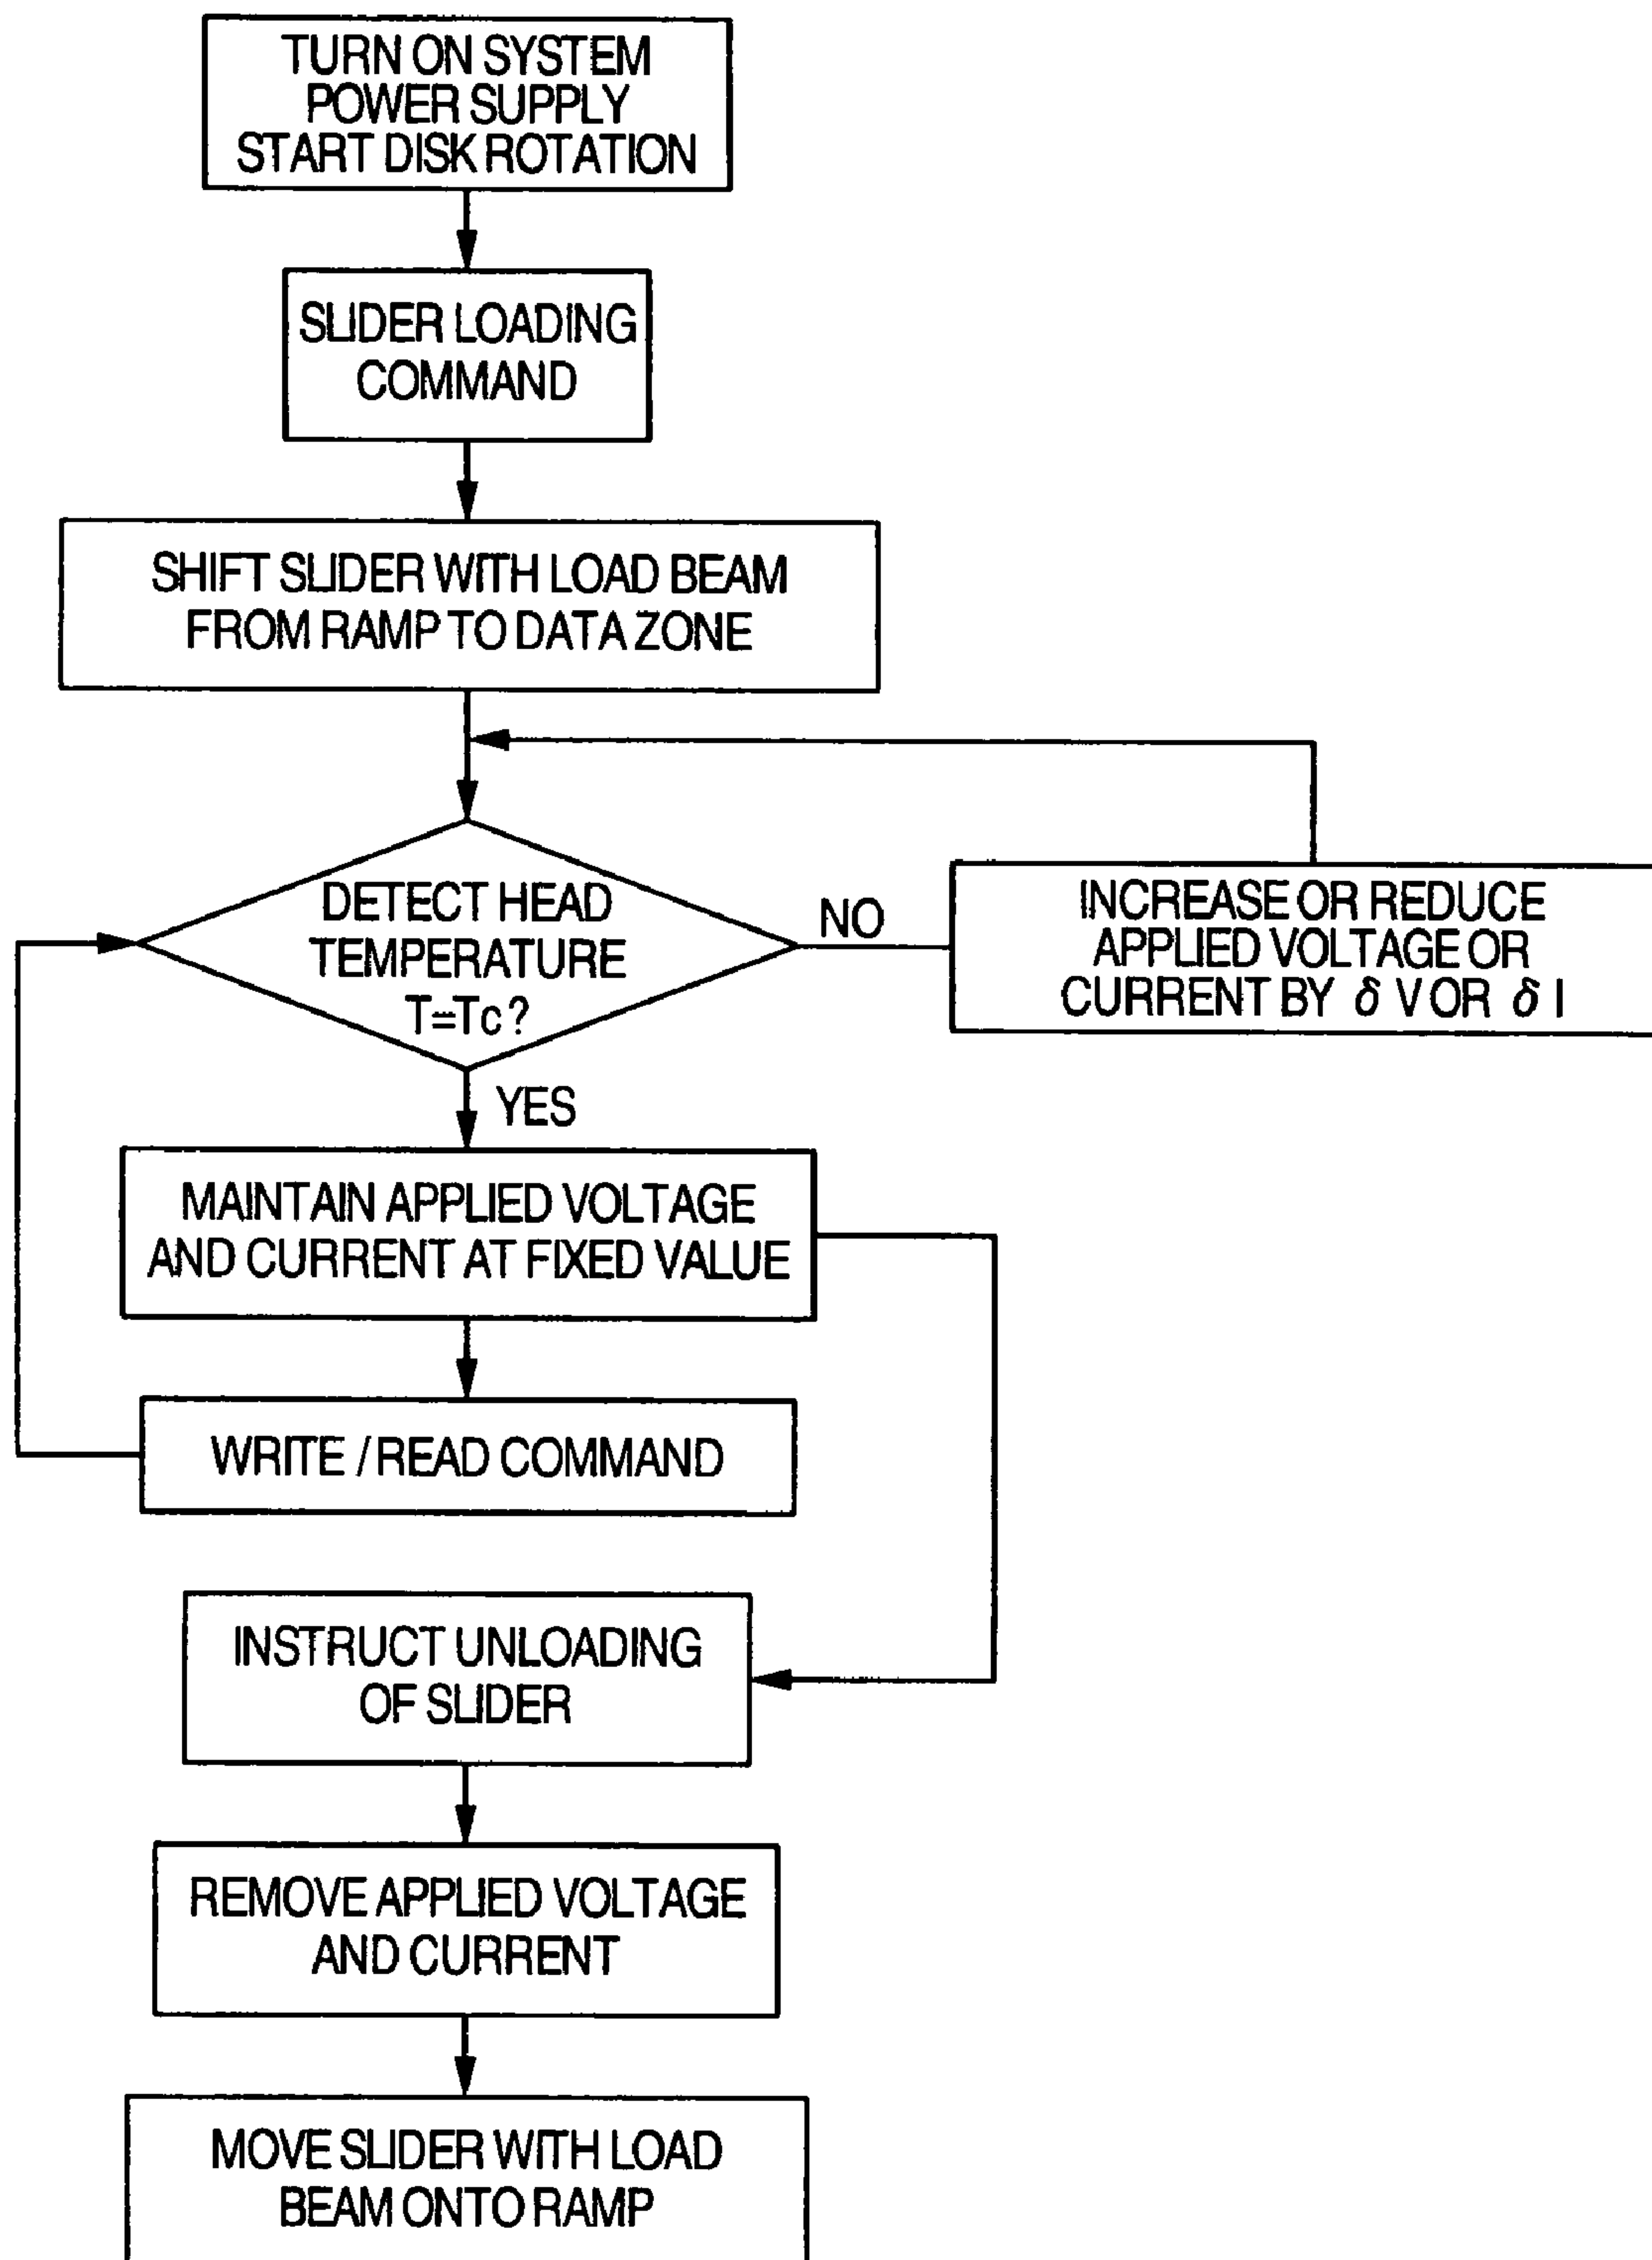 TURN ON SYSTEM
POWER SUPPLY
START DISK ROTATION
SLIDER LOADING
COMMAND
SHIFT SLIDER WITH LOAD BEAM
FROM RAMP TO DATA ZONE
DETECT HEAD
TEMPERATURE
T=Tc?
NO
INCREASE OR REDUCE
APPLIED VOLTAGE OR
CURRENT BY δ V OR δ I
YES
MAINTAIN APPLIED VOLTAGE
AND CURRENT AT FIXED VALUE
WRITE / READ COMMAND
INSTRUCT UNLOADING
OF SLIDER
REMOVE APPLIED VOLTAGE
AND CURRENT
MOVE SLIDER WITH LOAD
BEAM ONTO RAMP